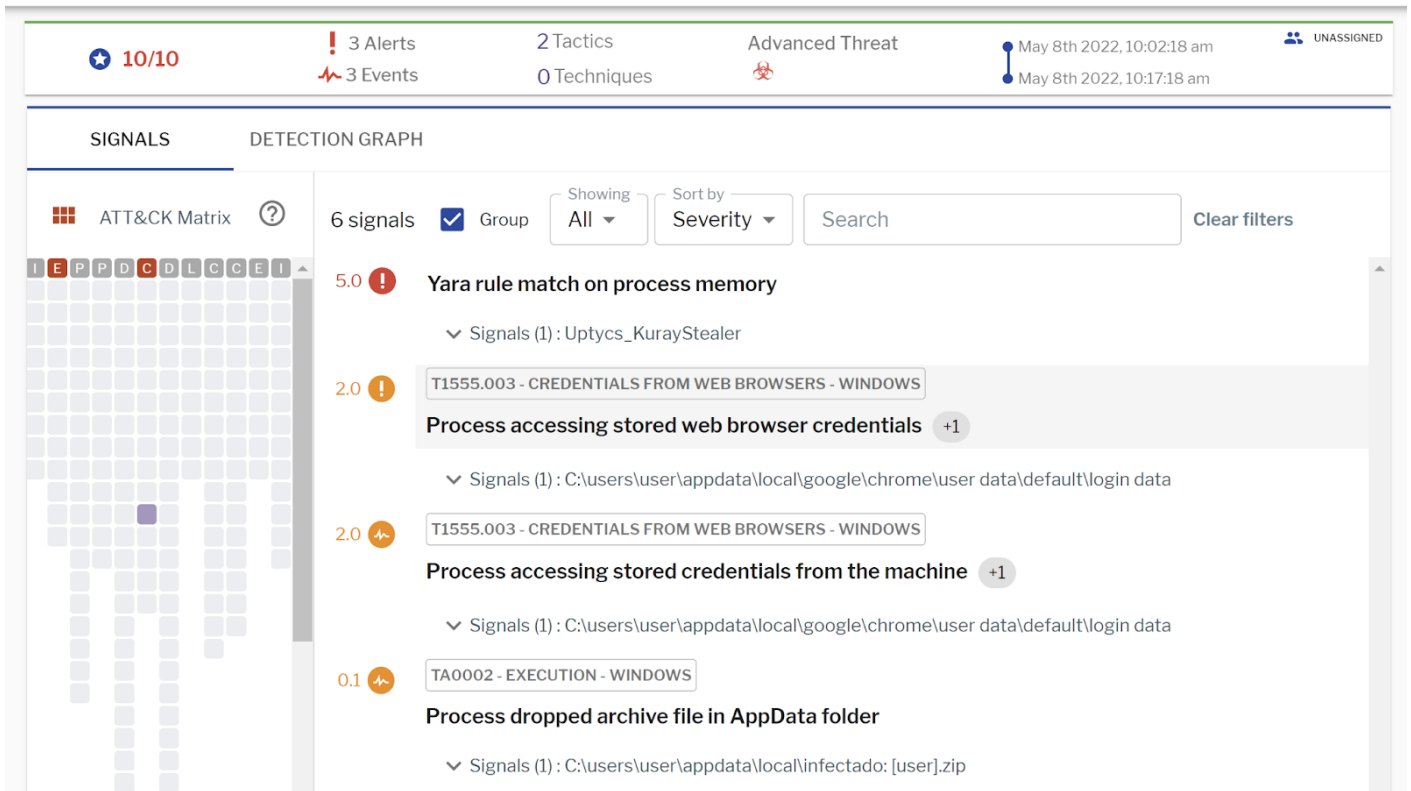 10/10
3 Alerts
3 Events
2 Tactics
0 Techniques
Advanced Threat
May 8th 2022, 10:02:18 am
May 8th 2022, 10:17:18 am
UNASSIGNED
SIGNALS
DETECTION GRAPH
ATT&CK Matrix
I E P P D C D L C C E I
6 signals
Group
Showing
All
Sort by
Severity
Search
Clear filters
5.0
Yara rule match on process memory
Signals (1) : Uptycs_KurayStealer
2.0
T1555.003 - CREDENTIALS FROM WEB BROWSERS - WINDOWS
Process accessing stored web browser credentials +1
Signals (1) : C:\users\user\appdata\local\google\chrome\user data\default\login data
2.0
T1555.003 - CREDENTIALS FROM WEB BROWSERS - WINDOWS
Process accessing stored credentials from the machine +1
Signals (1) : C:\users\user\appdata\local\google\chrome\user data\default\login data
0.1
TA0002 - EXECUTION - WINDOWS
Process dropped archive file in AppData folder
Signals (1) : C:\users\user\appdata\local\infectado: [user].zip